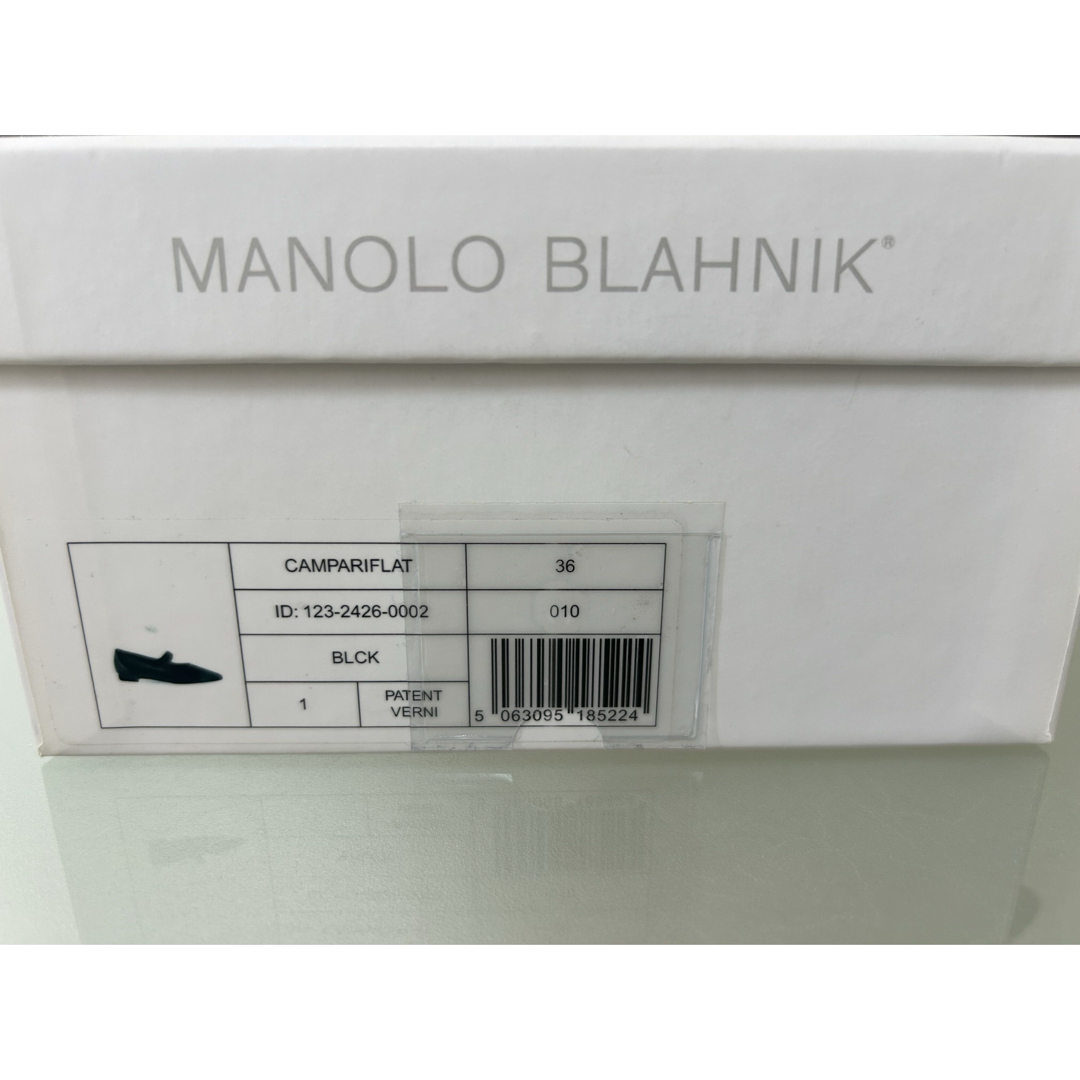 MANOLO BLAHNIK®
CAMPARIFLAT 36
ID: 123-2426-0002 010
BLCK
1 PATENT
VERNI
5 063095 185224